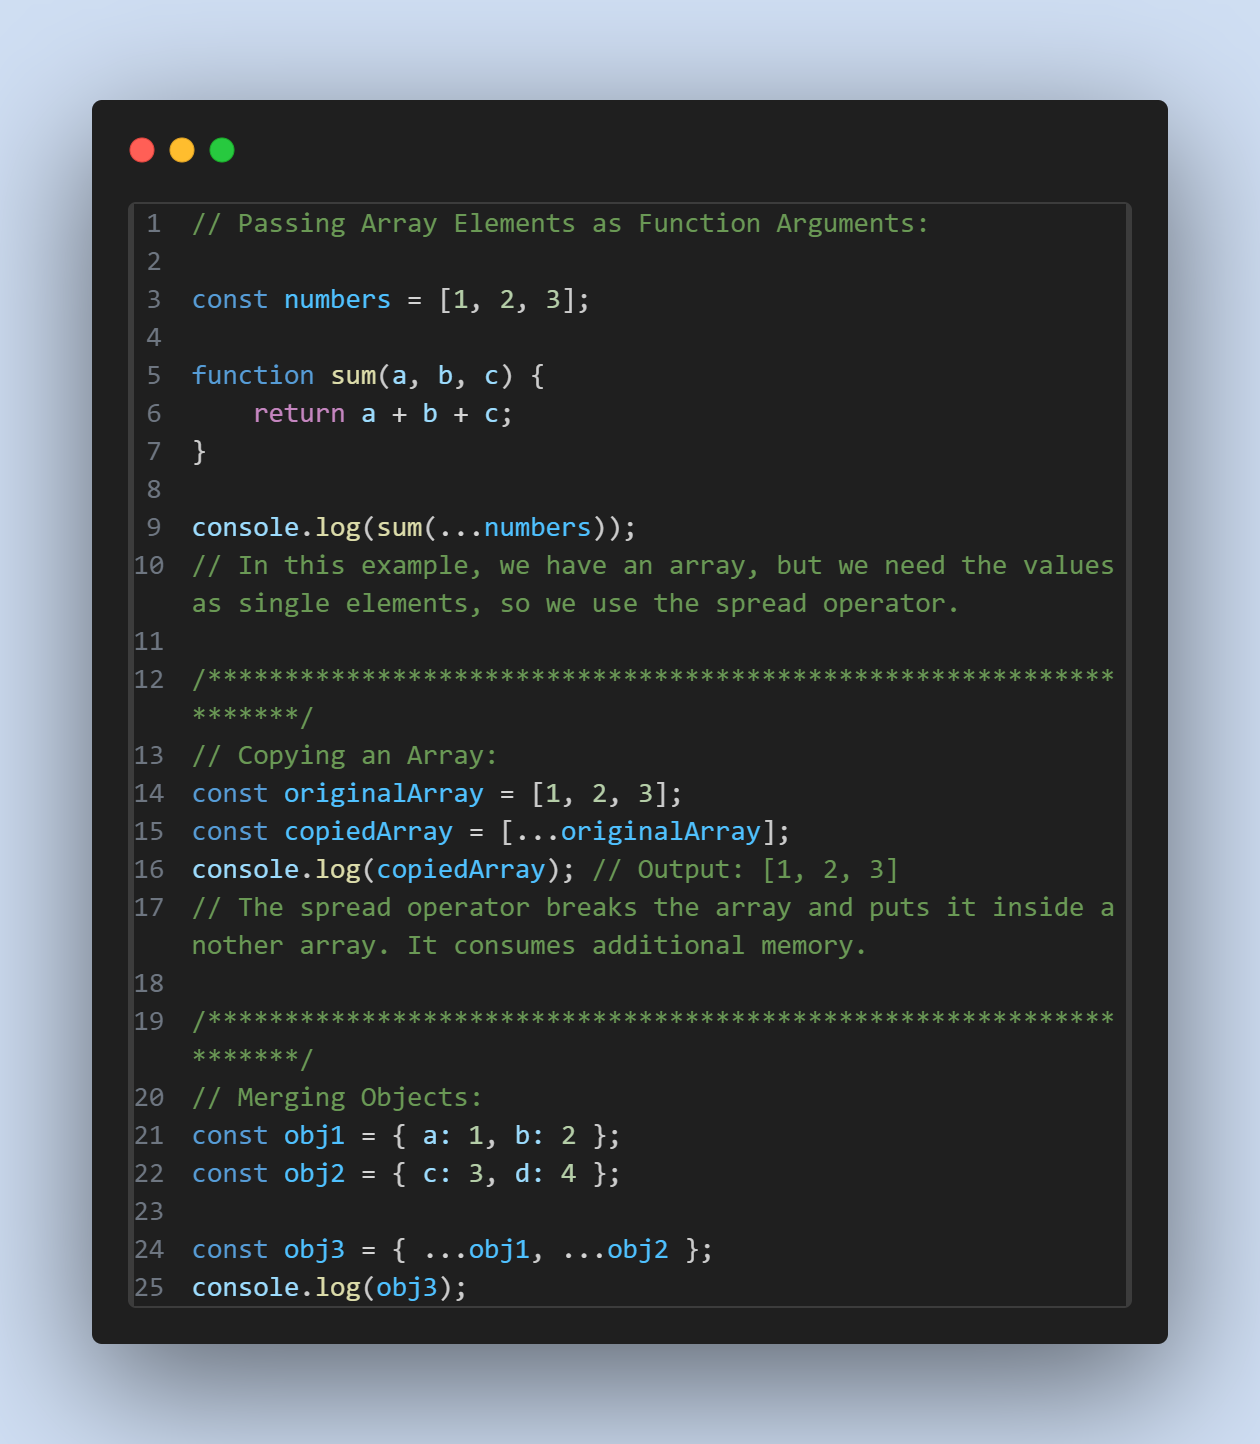 1 // Passing Array Elements as Function Arguments:
2
3 const numbers = [1, 2, 3];
4
5 function sum(a, b, c) {
6     return a + b + c;
7 }
8
9 console.log(sum(...numbers));
10 // In this example, we have an array, but we need the values
as single elements, so we use the spread operator.
11
12 /***********************************************************
*******/
13 // Copying an Array:
14 const originalArray = [1, 2, 3];
15 const copiedArray = [...originalArray];
16 console.log(copiedArray); // Output: [1, 2, 3]
17 // The spread operator breaks the array and puts it inside a
nother array. It consumes additional memory.
18
19 /***********************************************************
*******/
20 // Merging Objects:
21 const obj1 = { a: 1, b: 2 };
22 const obj2 = { c: 3, d: 4 };
23
24 const obj3 = { ...obj1, ...obj2 };
25 console.log(obj3);